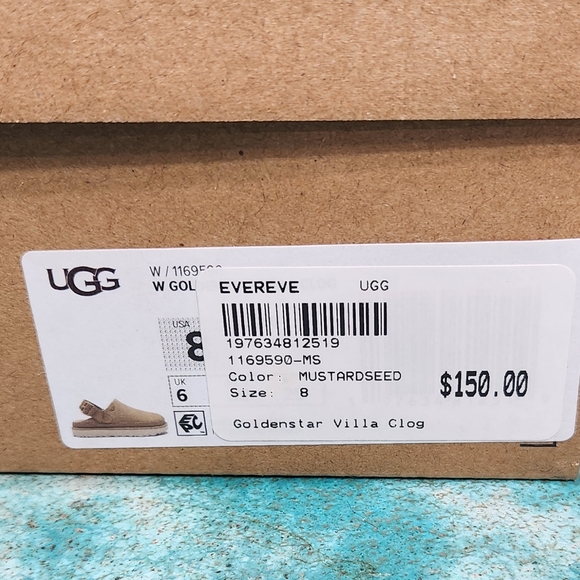 UGG
W / 1169590
W GOL
USA
8
UK
6
EVEREVE UGG
197634812519
1169590-MS
Color: MUSTARDSEED
Size: 8
$150.00
Goldenstar Villa Clog